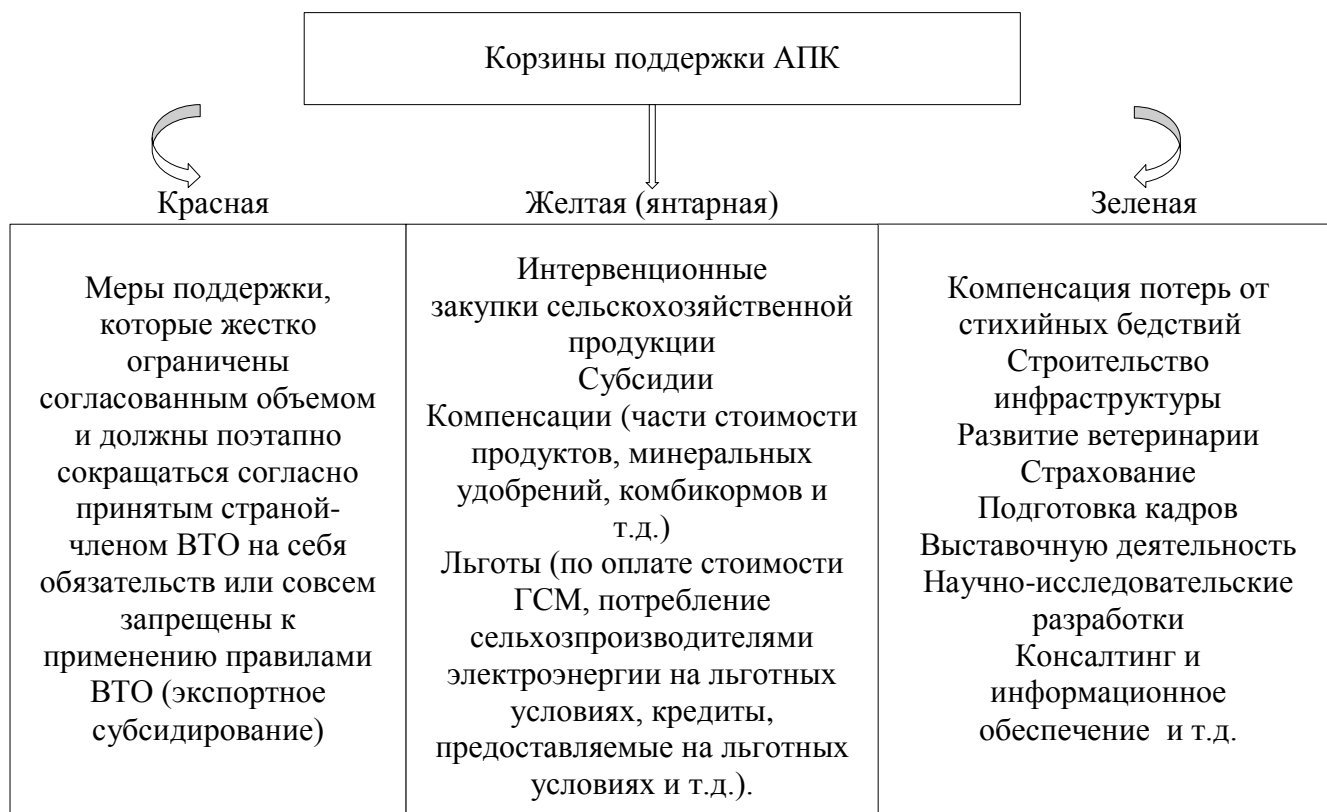 Корзины поддержки АПК
Красная
Желтая (янтарная)
Зеленая
Меры поддержки,
которые жестко
ограничены
согласованным объемом
и должны поэтапно
сокращаться согласно
принятым страной-
членом ВТО на себя
обязательств или совсем
запрещены к
применению правилами
ВТО (экспортное
субсидирование)
Интервенционные
закупки сельскохозяйственной
продукции
Субсидии
Компенсации (части стоимости
продуктов, минеральных
удобрений, комбикормов и
т.д.)
Льготы (по оплате стоимости
ГСМ, потребление
сельхозпроизводителями
электроэнергии на льготных
условиях, кредиты,
предоставляемые на льготных
условиях и т.д.).
Компенсация потерь от
стихийных бедствий
Строительство
инфраструктуры
Развитие ветеринарии
Страхование
Подготовка кадров
Выставочную деятельность
Научно-исследовательские
разработки
Консалтинг и
информационное
обеспечение и т.д.